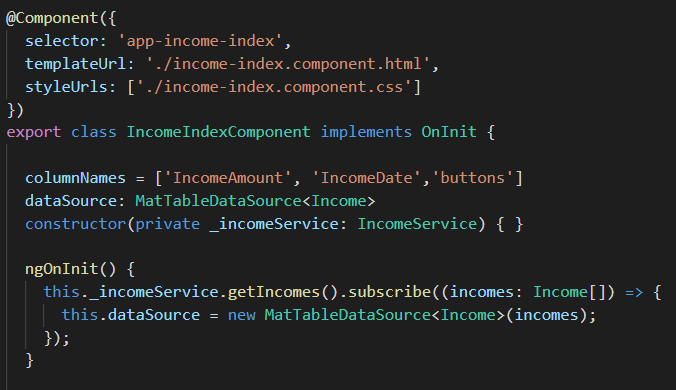 @Component({
  selector: 'app-income-index',
  templateUrl: './income-index.component.html',
  styleUrls: ['./income-index.component.css']
})
export class IncomeIndexComponent implements OnInit {
  columnNames = ['IncomeAmount', 'IncomeDate','buttons']
  dataSource: MatTableDataSource<Income>
  constructor(private _incomeService: IncomeService) { }
  ngOnInit() {
    this._incomeService.getIncomes().subscribe((incomes: Income[]) => {
      this.dataSource = new MatTableDataSource<Income>(incomes);
    });
  }